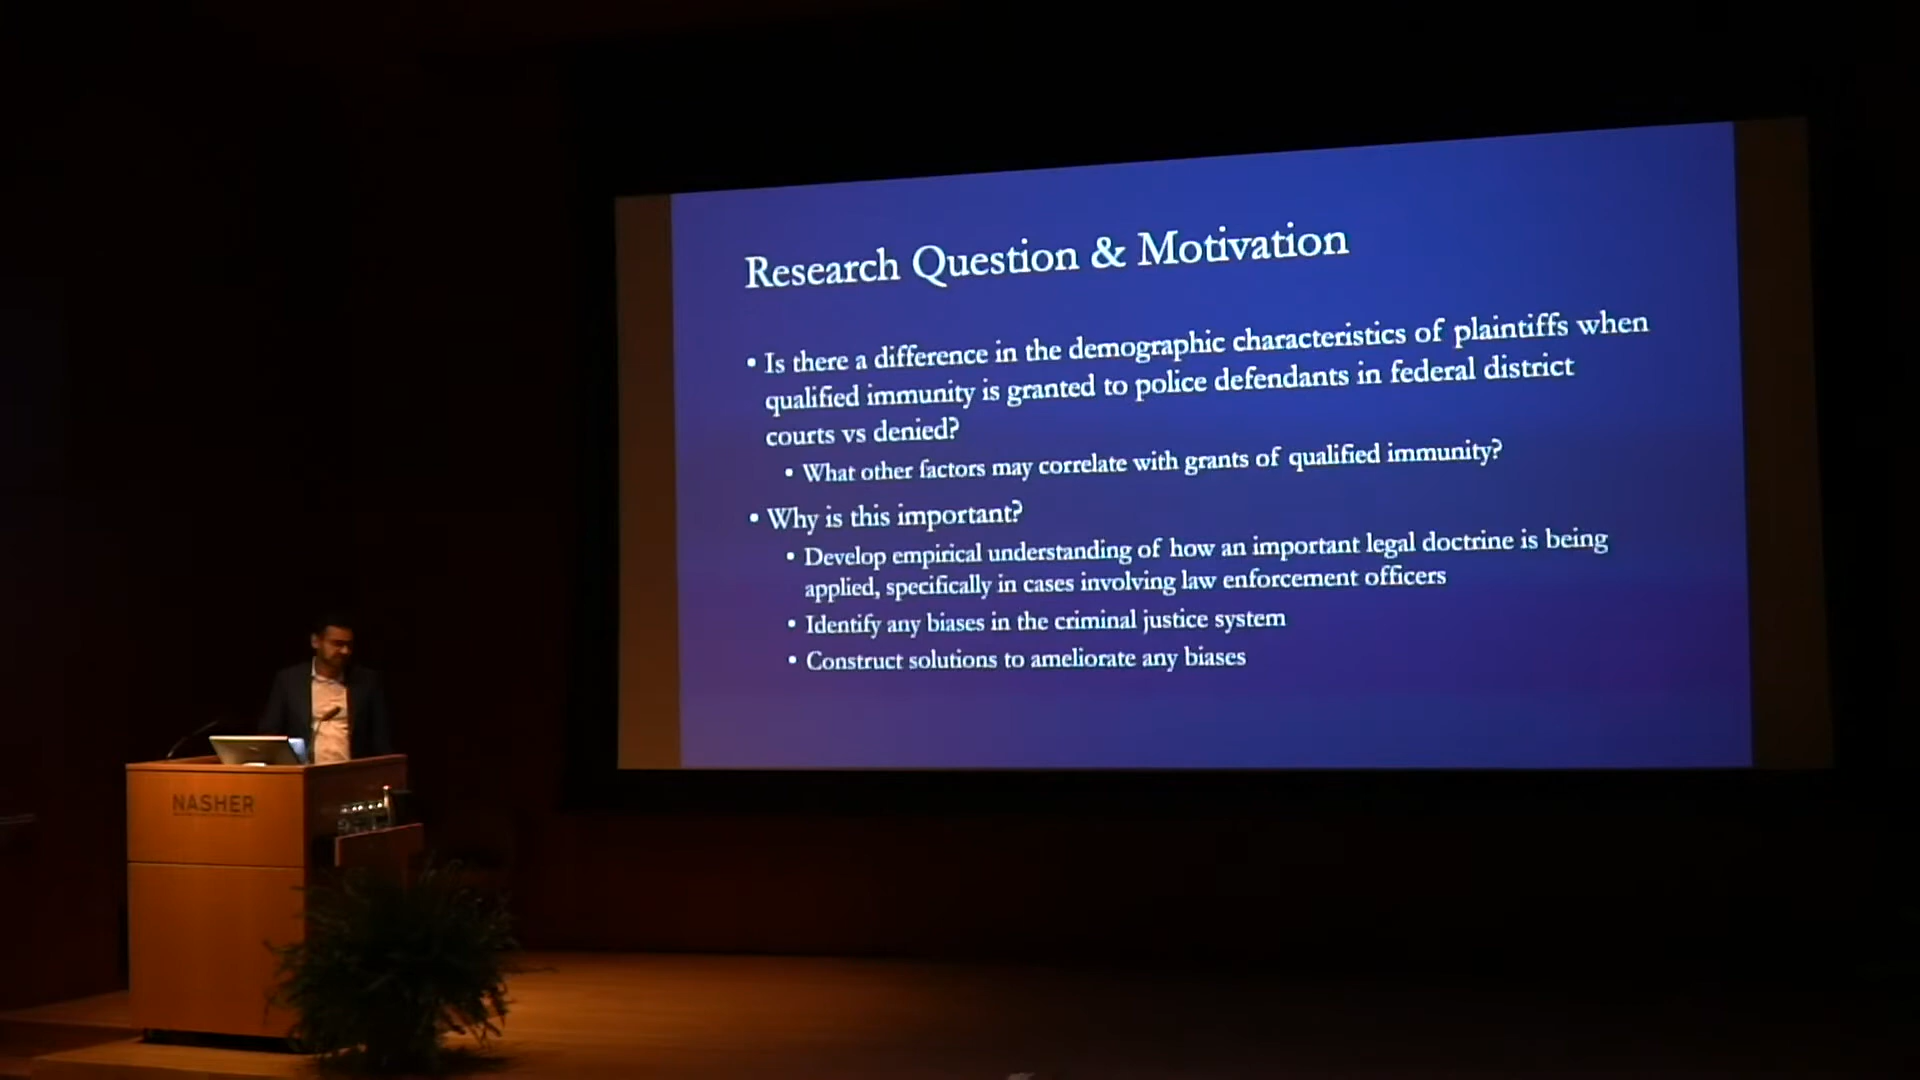 Research Question & Motivation
• Is there a difference in the demographic characteristics of plaintiffs when
qualified immunity is granted to police defendants in federal district
courts vs denied?
• What other factors may correlate with grants of qualified immunity?
• Why is this important?
• Develop empirical understanding of how an important legal doctrine is being
applied, specifically in cases involving law enforcement officers
• Identify any biases in the criminal justice system
• Construct solutions to ameliorate any biases
NASHER